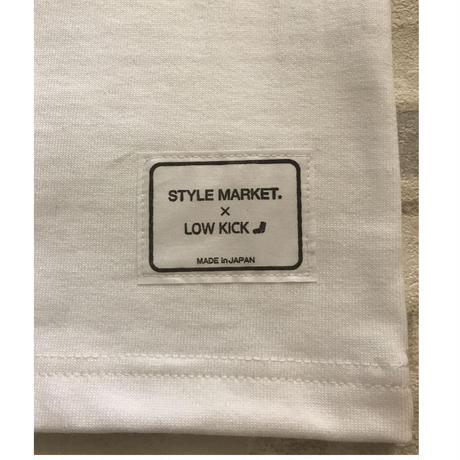 STYLE MARKET.
×
LOW KICK
MADE in JAPAN